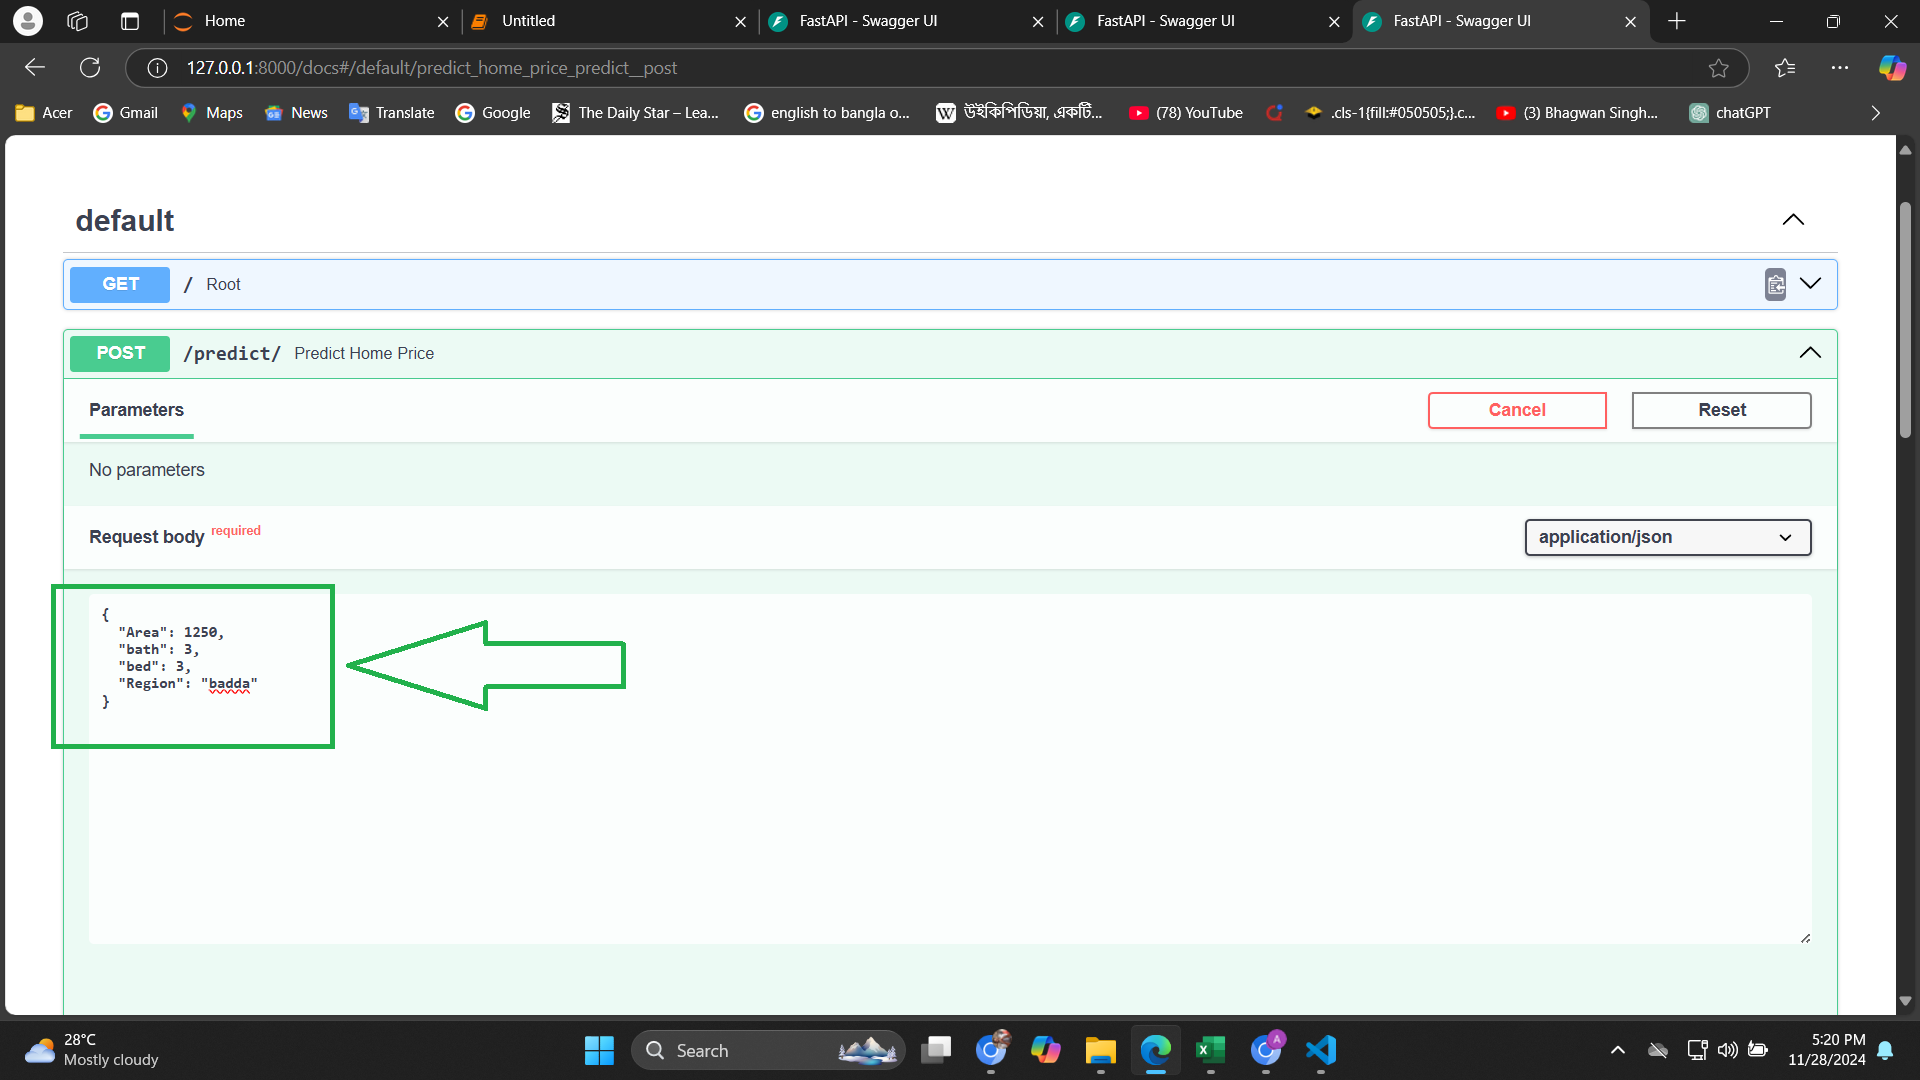 Home
Untitled
FastAPI - Swagger UI
FastAPI - Swagger UI
FastAPI - Swagger UI
127.0.0.1:8000/docs#/default/predict_home_price_predict__post
Acer
Gmail
Maps
News
Translate
Google
The Daily Star – Lea...
english to bangla o...
উইকিপিডিয়া, একটি...
(78) YouTube
.cls-1{fill:#050505;}.c...
(3) Bhagwan Singh...
chatGPT
default
GET / Root
POST /predict/ Predict Home Price
Parameters
Cancel
Reset
No parameters
Request body required
application/json
{
"Area": 1250,
"bath": 3,
"bed": 3,
"Region": "badda"
}
28°C
Mostly cloudy
Search
5:20 PM
11/28/2024